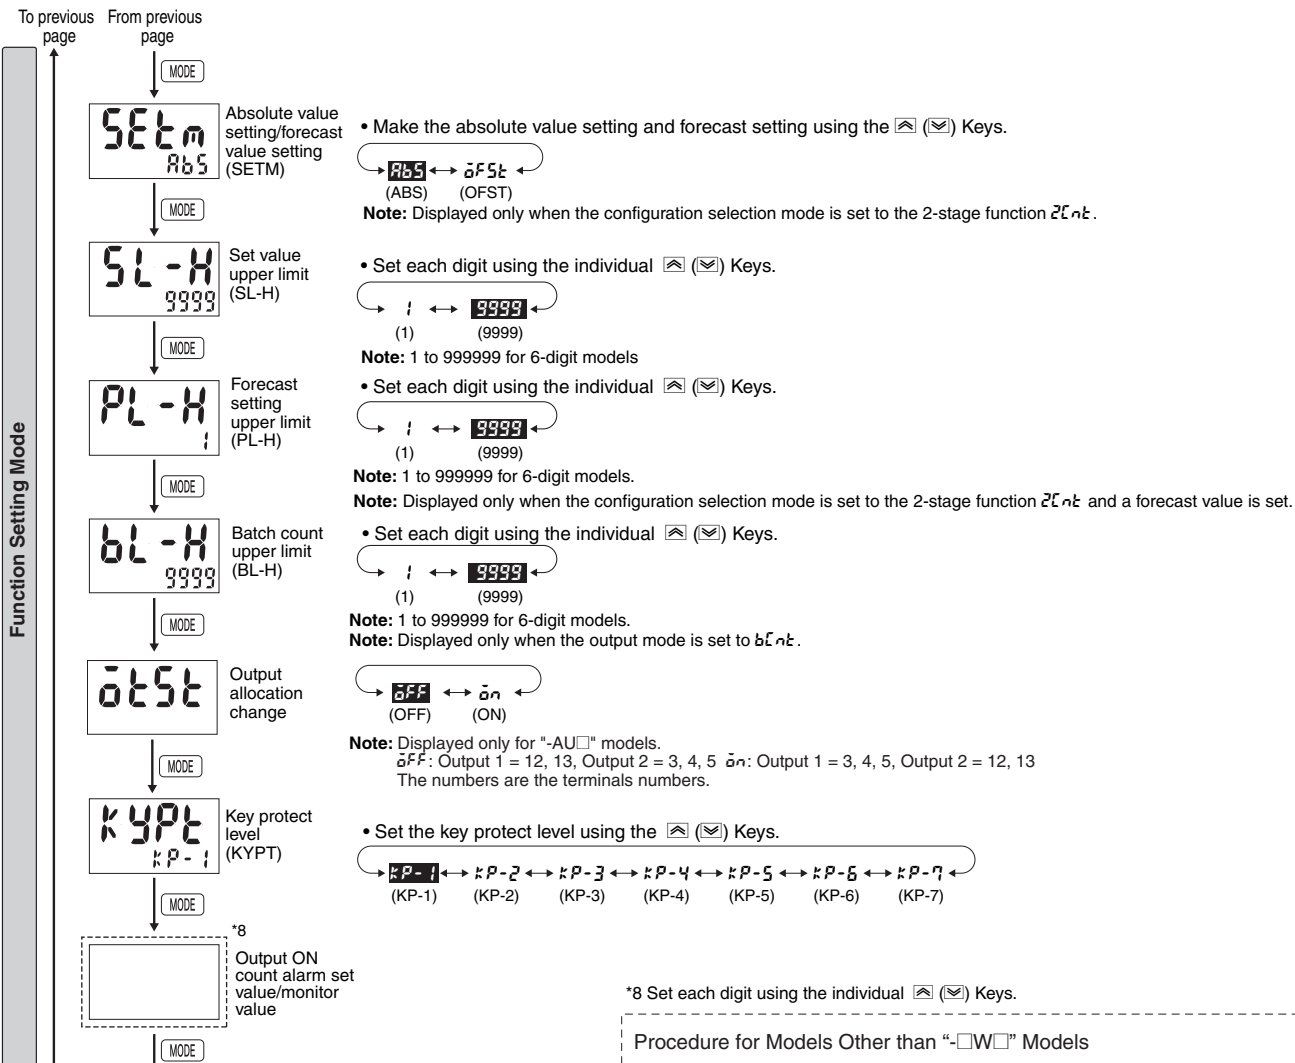 To previous page
From previous page
MODE
SETM
ABS
Absolute value
setting/forecast
value setting
(SETM)
• Make the absolute value setting and forecast setting using the (  ) Keys.
ABS OFSt
(ABS) (OFST)
Note: Displayed only when the configuration selection mode is set to the 2-stage function 2Cnt.
MODE
SL-H
9999
Set value
upper limit
(SL-H)
• Set each digit using the individual (  ) Keys.
1 9999
(1) (9999)
Note: 1 to 999999 for 6-digit models
MODE
PL-H
1
Forecast
setting
upper limit
(PL-H)
• Set each digit using the individual (  ) Keys.
1 9999
(1) (9999)
Note: 1 to 999999 for 6-digit models.
Note: Displayed only when the configuration selection mode is set to the 2-stage function 2Cnt and a forecast value is set.
MODE
bL-H
9999
Batch count
upper limit
(BL-H)
• Set each digit using the individual (  ) Keys.
1 9999
(1) (9999)
Note: 1 to 999999 for 6-digit models.
Note: Displayed only when the output mode is set to bCnt.
MODE
otSt
Output
allocation
change
oFF on
(OFF) (ON)
Note: Displayed only for "-AU□" models.
oFF: Output 1 = 12, 13, Output 2 = 3, 4, 5 on: Output 1 = 3, 4, 5, Output 2 = 12, 13
The numbers are the terminals numbers.
MODE
KYPt
KP-1
Key protect
level
(KYPT)
• Set the key protect level using the (  ) Keys.
KP-1 KP-2 KP-3 KP-4 KP-5 KP-6 KP-7
(KP-1) (KP-2) (KP-3) (KP-4) (KP-5) (KP-6) (KP-7)
MODE
*8
Output ON
count alarm set
value/monitor
value
*8 Set each digit using the individual (  ) Keys.
Procedure for Models Other than “-□W□” Models
MODE
Function Setting Mode